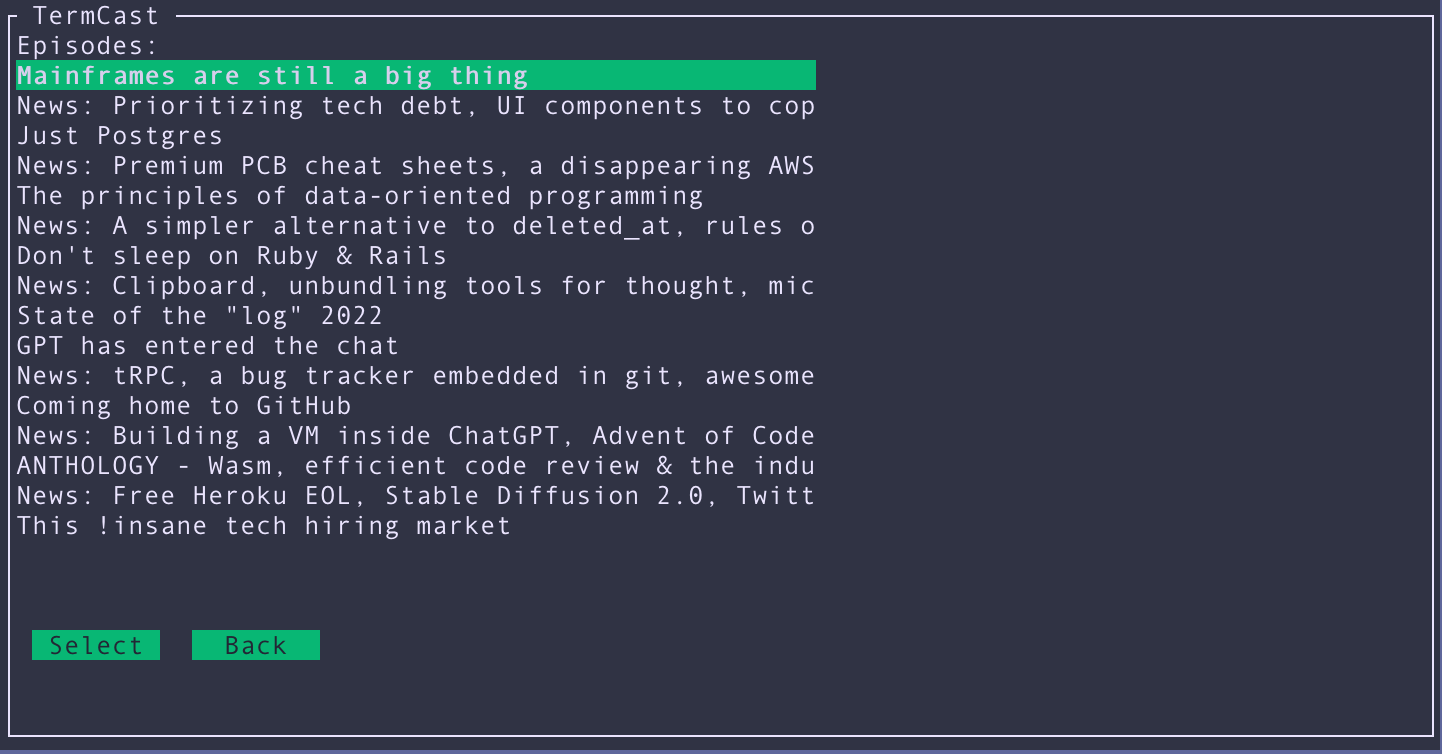 TermCast
Episodes:
Mainframes are still a big thing
News: Prioritizing tech debt, UI components to cop
Just Postgres
News: Premium PCB cheat sheets, a disappearing AWS
The principles of data-oriented programming
News: A simpler alternative to deleted_at, rules o
Don't sleep on Ruby & Rails
News: Clipboard, unbundling tools for thought, mic
State of the "log" 2022
GPT has entered the chat
News: tRPC, a bug tracker embedded in git, awesome
Coming home to GitHub
News: Building a VM inside ChatGPT, Advent of Code
ANTHOLOGY - Wasm, efficient code review & the indu
News: Free Heroku EOL, Stable Diffusion 2.0, Twitt
This !insane tech hiring market
Select Back